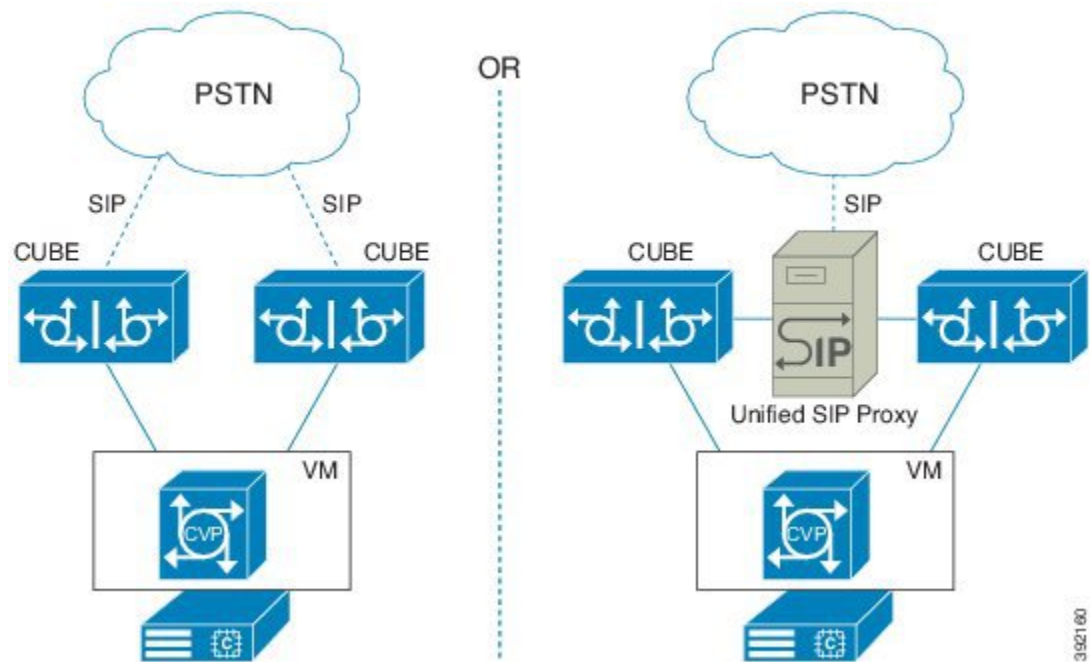 PSTN
SIP
SIP
CUBE
CUBE
VM
CVP
C
OR
PSTN
SIP
CUBE
CUBE
SIP
Unified SIP Proxy
VM
CVP
C
392160